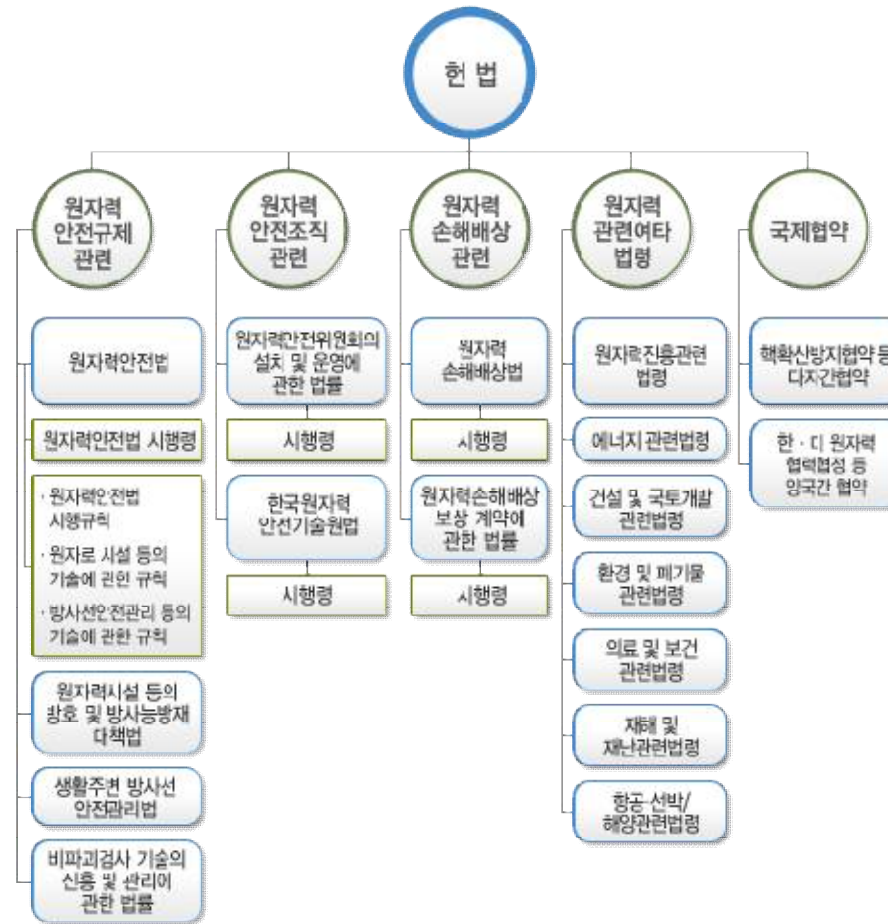 헌 법
원자력
안전규제
관련
원자력
안전조직
관련
원자력
손해배상
관련
원자력
관련여타
법령
국제협약
원자력안전법
원자력안전법 시행령
· 원자력안전법
시행규칙
· 원자로 시설 등의
기술에 관한 규칙
· 방사선안전관리 등의
기술에 관한 규칙
원자력시설 등의
방호 및 방사능방재
대책법
생활주변 방사선
안전관리법
비파괴검사 기술의
진흥 및 관리에
관한 법률
원자력안전위원회의
설치 및 운영에
관한 법률
시행령
한국원자력
안전기술원법
시행령
원자력
손해배상법
시행령
원자력손해배상
보상 계약에
관한 법률
시행령
원자력진흥관련
법령
에너지 관련법령
건설 및 국토개발
관련법령
환경 및 폐기물
관련법령
의료 및 보건
관련법령
재해 및
재난관련법령
항공·선박/
해양관련법령
핵확산방지협약 등
다자간협약
한·미 원자력
협력협정 등
양국간 협약